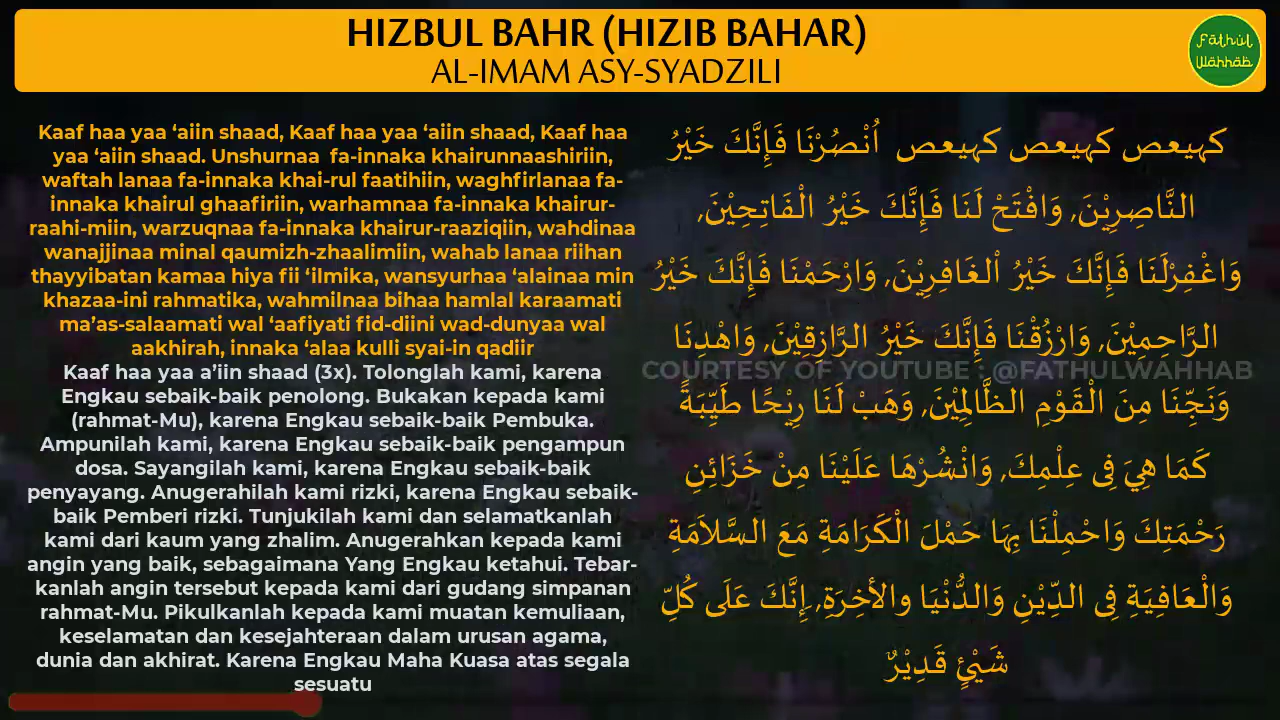 HIZBUL BAHR (HIZIB BAHAR)
AL-IMAM ASY-SYADZILI
Fāthūl
Wāhhāb
Kaaf haa yaa ‘aiin shaad, Kaaf haa yaa ‘aiin shaad, Kaaf haa
yaa ‘aiin shaad. Unshurnaa  fa-innaka khairunnaashiriin,
waftah lanaa fa-innaka khai-rul faatihiin, waghfirlanaa fa-
innaka khairul ghaafiriin, warhamnaa fa-innaka khairur-
raahi-miin, warzuqnaa fa-innaka khairur-raaziqiin, wahdinaa
wanajjinaa minal qaumizh-zhaalimiin, wahab lanaa riihan
thayyibatan kamaa hiya fii ‘ilmika, wansyurhaa ‘alainaa min
khazaa-ini rahmatika, wahmilnaa bihaa hamlal karaamati
ma’as-salaamati wal ‘aafiyati fid-diini wad-dunyaa wal
aakhirah, innaka ‘alaa kulli syai-in qadiir
Kaaf haa yaa a’iin shaad (3x). Tolonglah kami, karena
Engkau sebaik-baik penolong. Bukakan kepada kami
(rahmat-Mu), karena Engkau sebaik-baik Pembuka.
Ampunilah kami, karena Engkau sebaik-baik pengampun
dosa. Sayangilah kami, karena Engkau sebaik-baik
penyayang. Anugerahilah kami rizki, karena Engkau sebaik-
baik Pemberi rizki. Tunjukilah kami dan selamatkanlah
kami dari kaum yang zhalim. Anugerahkan kepada kami
angin yang baik, sebagaimana Yang Engkau ketahui. Tebar-
kanlah angin tersebut kepada kami dari gudang simpanan
rahmat-Mu. Pikulkanlah kepada kami muatan kemuliaan,
keselamatan dan kesejahteraan dalam urusan agama,
dunia dan akhirat. Karena Engkau Maha Kuasa atas segala
sesuatu
كهيعص كهيعص كهيعص  اُنْصُرْنَا فَإِنَّكَ خَيْرُ
النَّاصِرِيْنَ, وَافْتَحْ لَنَا فَإِنَّكَ خَيْرُ الْفَاتِحِيْنَ,
وَاغْفِرْلَنَا فَإِنَّكَ خَيْرُ اْلغَافِرِيْنَ, وَارْحَمْنَا فَإِنَّكَ خَيْرُ
الرَّاحِمِيْنَ, وَارْزُقْنَا فَإِنَّكَ خَيْرُ الرَّازِقِيْنَ, وَاهْدِنَا
COURTESY OF YOUTUBE : @FATHULWAHHAB
وَنَجِّنَا مِنَ الْقَوْمِ الظَّالِمِيْنَ, وَهَبْ لَنَا رِيْحًا طَيِّبَةً
كَمَا هِيَ فِى عِلْمِكَ, وَانْشُرْهَا عَلَيْنَا مِنْ خَزَائِنِ
رَحْمَتِكَ وَاحْمِلْنَا بِهَا حَمْلَ الْكَرَامَةِ مَعَ السَّلاَمَةِ
وَالْعَافِيَةِ فِى الدِّيْنِ وَالدُّنْيَا والأخِرَةِ, إِنَّكَ عَلَى كُلِّ
شَيْئٍ قَدِيْرٌ